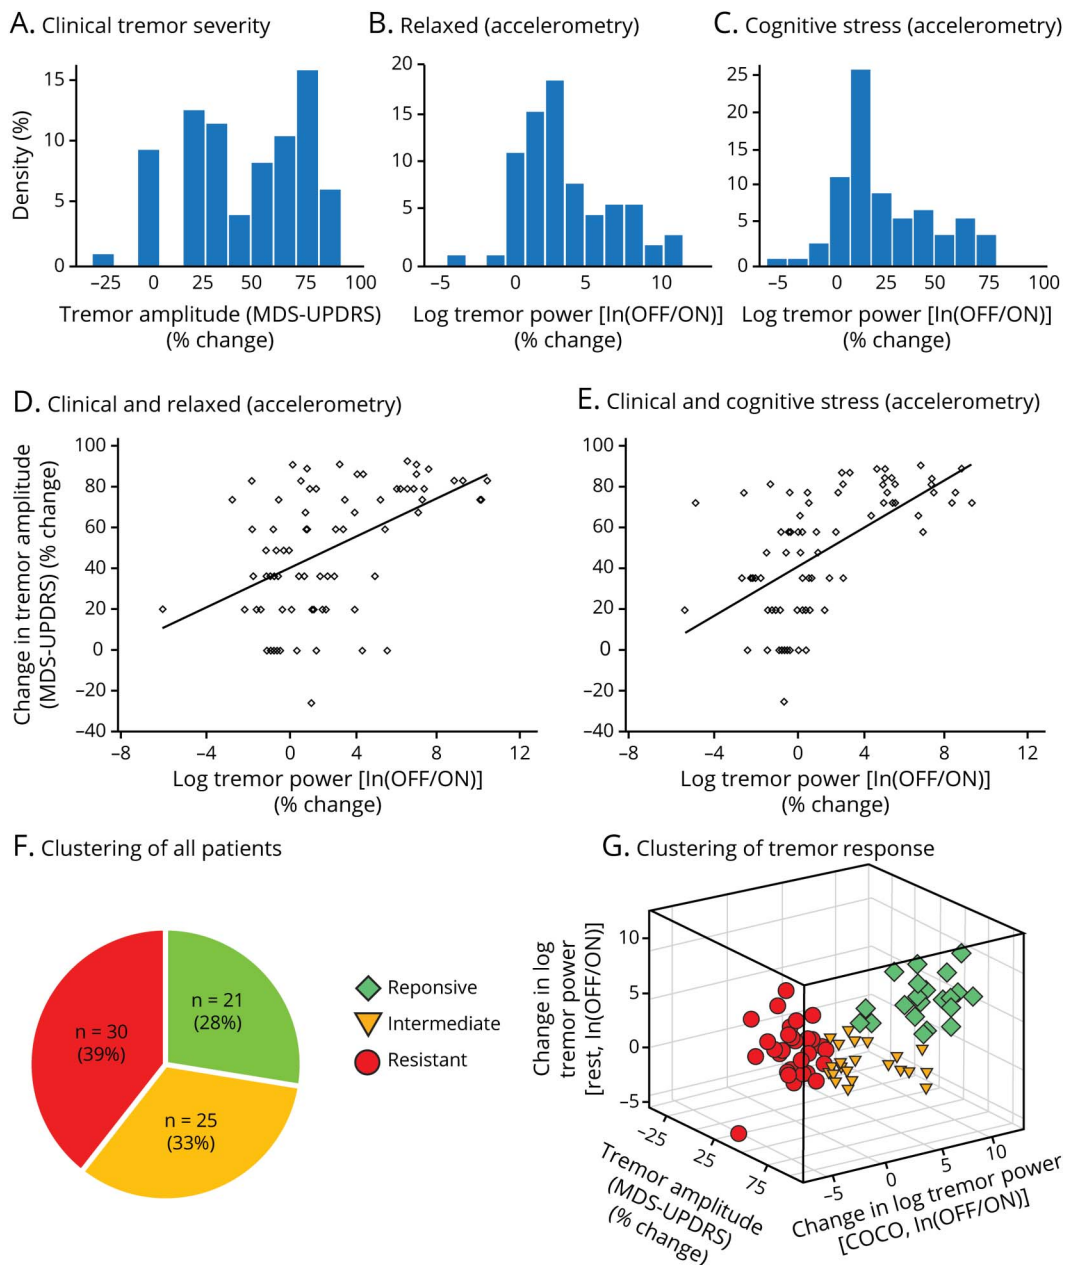 A. Clinical tremor severity
B. Relaxed (accelerometry)
C. Cognitive stress (accelerometry)
Density (%)
15
10
5
0
−25 0 25 50 75 100
Tremor amplitude (MDS-UPDRS)
(% change)
20
15
10
5
0
−5 0 5 10
Log tremor power [In(OFF/ON)]
(% change)
25
20
15
10
5
0
−5 0 25 50 75 100
Log tremor power [In(OFF/ON)]
(% change)
D. Clinical and relaxed (accelerometry)
Change in tremor amplitude
(MDS-UPDRS) (% change)
100
80
60
40
20
0
−20
−40
−8 −4 0 4 8 12
Log tremor power [In(OFF/ON)]
(% change)
E. Clinical and cognitive stress (accelerometry)
100
80
60
40
20
0
−20
−40
−8 −4 0 4 8 12
Log tremor power [In(OFF/ON)]
(% change)
F. Clustering of all patients
n = 21
(28%)
n = 30
(39%)
n = 25
(33%)
Reponsive
Intermediate
Resistant
G. Clustering of tremor response
Change in log
tremor power
[rest, In(OFF/ON)]
10
5
0
−5
−25
25
75
Tremor amplitude
(MDS-UPDRS)
(% change)
−5
0
5
10
Change in log tremor power
[COCO, In(OFF/ON)]